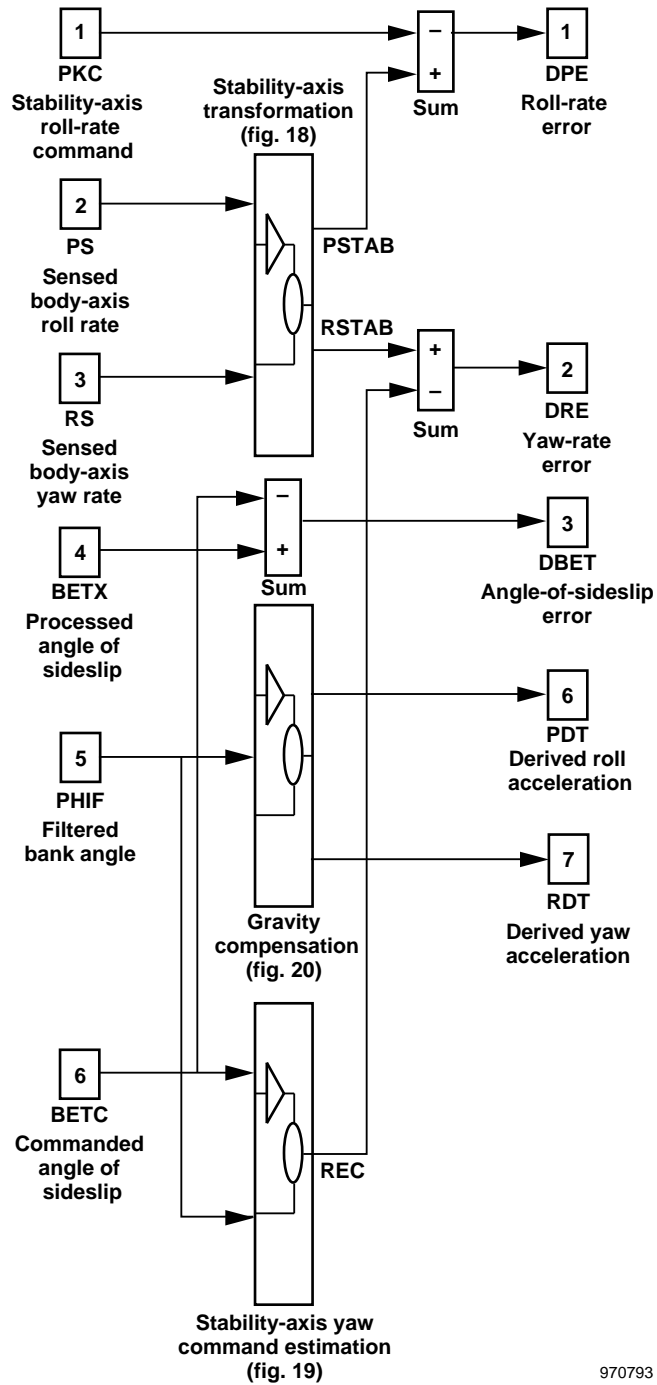 1
PKC
Stability-axis
roll-rate
command
2
PS
Sensed
body-axis
roll rate
3
RS
Sensed
body-axis
yaw rate
4
BETX
Processed
angle of
sideslip
5
PHIF
Filtered
bank angle
6
BETC
Commanded
angle of
sideslip
Stability-axis
transformation
(fig. 18)
PSTAB
RSTAB
–
+
Sum
+
–
Sum
–
+
Sum
Gravity
compensation
(fig. 20)
REC
Stability-axis yaw
command estimation
(fig. 19)
1
DPE
Roll-rate
error
2
DRE
Yaw-rate
error
3
DBET
Angle-of-sideslip
error
6
PDT
Derived roll
acceleration
7
RDT
Derived yaw
acceleration
970793